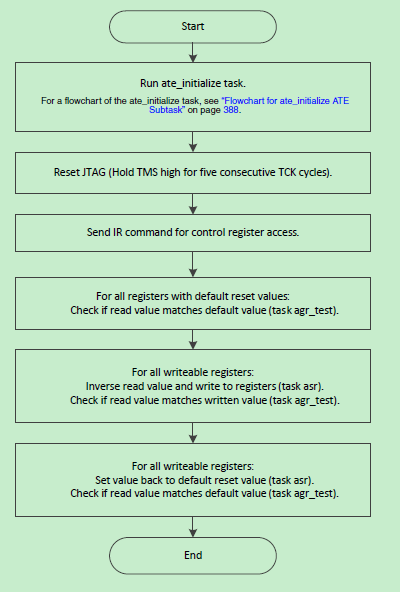 Start
Run ate_initialize task.
For a flowchart of the ate_initialize task, see “Flowchart for ate_initialize ATE
Subtask” on page 388.
Reset JTAG (Hold TMS high for five consecutive TCK cycles).
Send IR command for control register access.
For all registers with default reset values:
Check if read value matches default value (task agr_test).
For all writeable registers:
Inverse read value and write to registers (task asr).
Check if read value matches written value (task agr_test).
For all writeable registers:
Set value back to default reset value (task asr).
Check if read value matches default value (task agr_test).
End